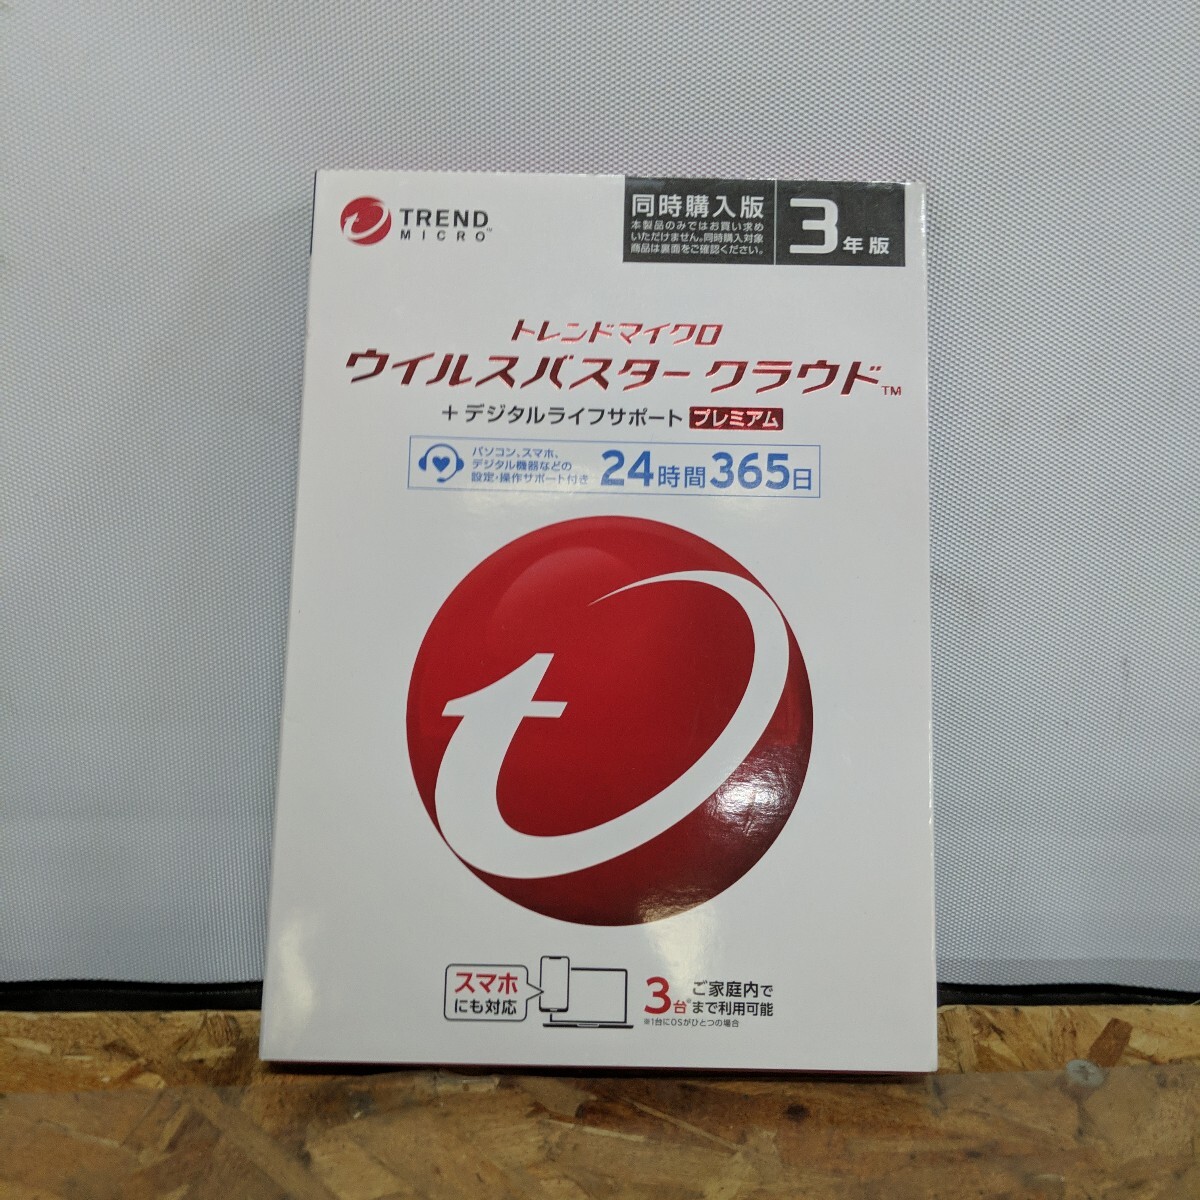 TREND
MICRO™
同時購入版
本製品のみではお買い求め
いただけません。同時購入対象
商品は裏面をご確認ください。
3年版
トレンドマイクロ
ウイルスバスター クラウド™
+ デジタルライフサポート プレミアム
パソコン、スマホ、
デジタル機器などの
設定・操作サポート付き
24時間365日
スマホ
にも対応
3台※
ご家庭内で
まで利用可能
※1台にOSがひとつの場合